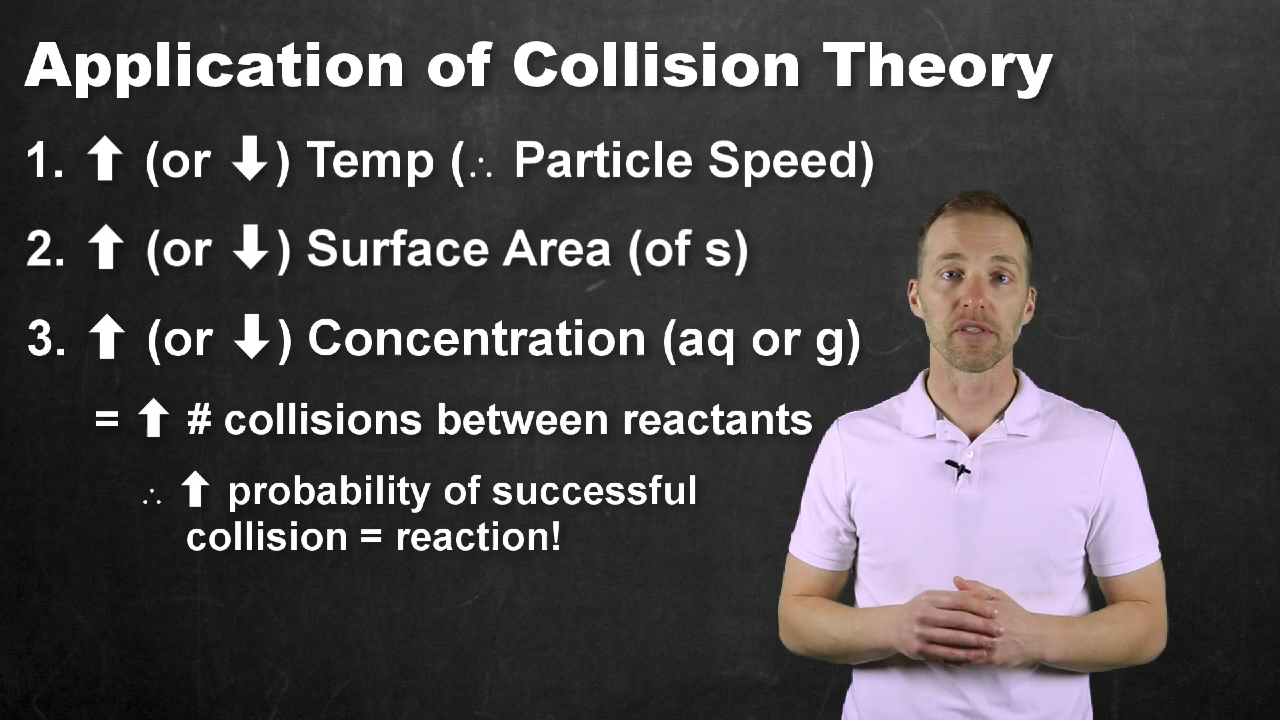 Application of Collision Theory
1. ⬆ (or ⬇) Temp (∴ Particle Speed)
2. ⬆ (or ⬇) Surface Area (of s)
3. ⬆ (or ⬇) Concentration (aq or g)
= ⬆ # collisions between reactants
∴ ⬆ probability of successful
collision = reaction!